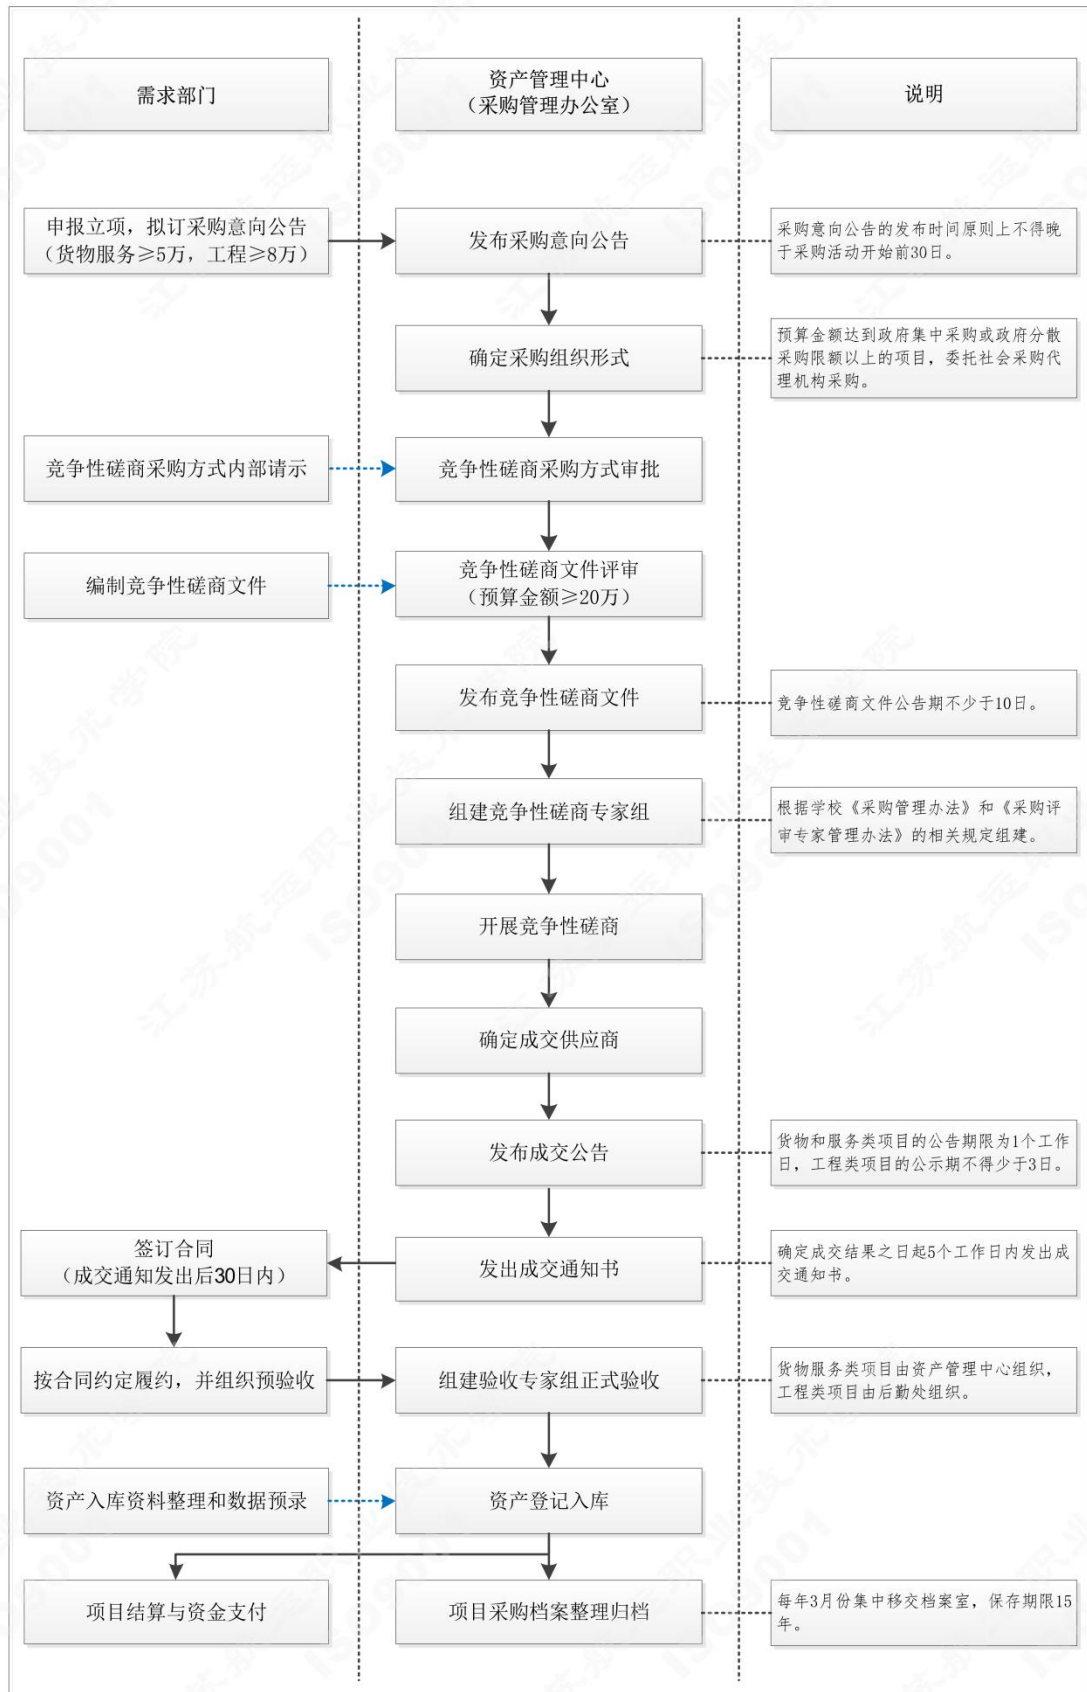 需求部门
资产管理中心
（采购管理办公室）
说明
申报立项，拟订采购意向公告
（货物服务≥5万，工程≥8万）
发布采购意向公告
采购意向公告的发布时间原则上不得晚
于采购活动开始前30日。
确定采购组织形式
预算金额达到政府集中采购或政府分散
采购限额以上的项目，委托社会采购代
理机构采购。
竞争性磋商采购方式内部请示
竞争性磋商采购方式审批
编制竞争性磋商文件
竞争性磋商文件评审
（预算金额≥20万）
发布竞争性磋商文件
竞争性磋商文件公告期不少于10日。
组建竞争性磋商专家组
根据学校《采购管理办法》和《采购评
审专家管理办法》的相关规定组建。
开展竞争性磋商
确定成交供应商
发布成交公告
货物和服务类项目的公告期限为1个工作
日，工程类项目的公示期不得少于3日。
签订合同
（成交通知发出后30日内）
发出成交通知书
确定成交结果之日起5个工作日内发出成
交通知书。
按合同约定履约，并组织预验收
组建验收专家组正式验收
货物服务类项目由资产管理中心组织，
工程类项目由后勤处组织。
资产入库资料整理和数据预录
资产登记入库
项目结算与资金支付
项目采购档案整理归档
每年3月份集中移交档案室，保存期限15
年。
江苏航运职业技术学院
ISO9001